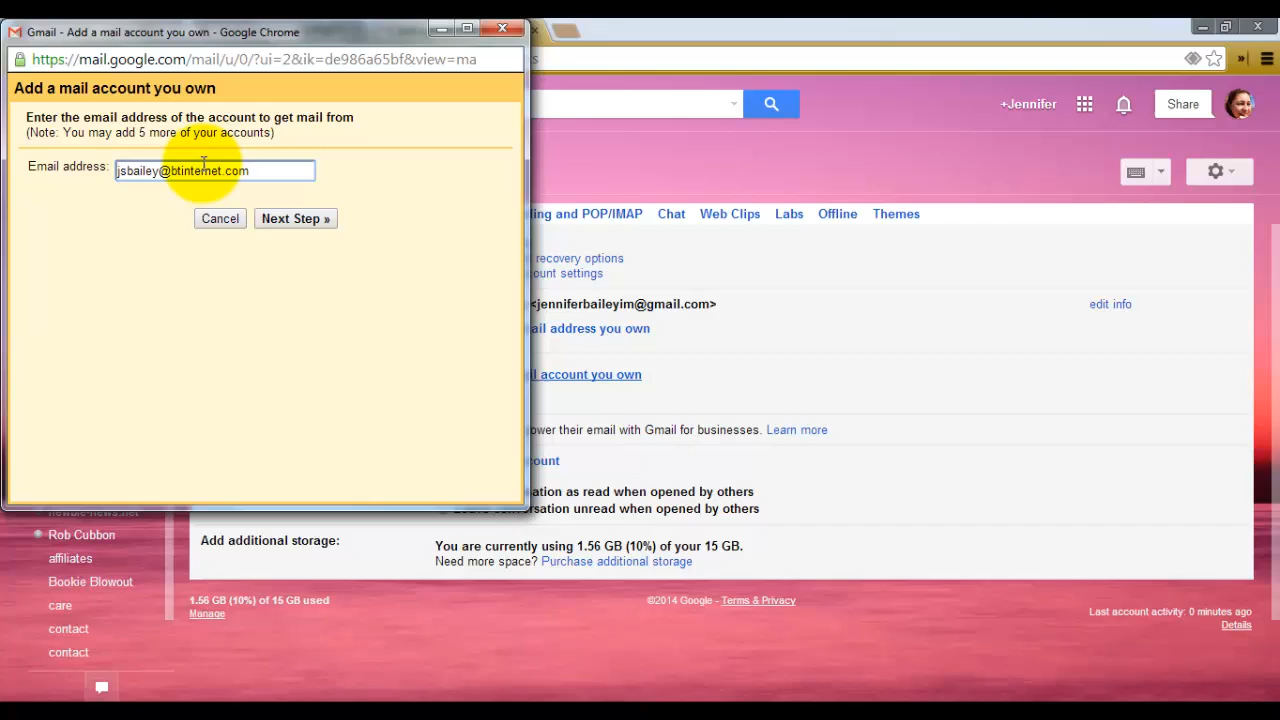 Gmail - Add a mail account you own - Google Chrome
https://mail.google.com/mail/u/0/?ui=2&ik=de986a65bf&view=ma
Add a mail account you own
Enter the email address of the account to get mail from
(Note: You may add 5 more of your accounts)
Email address: jsbailey@btinternet.com
Cancel Next Step »
+Jennifer Share
and POP/IMAP Chat Web Clips Labs Offline Themes
recovery options
settings
<jenniferbaileyim@gmail.com> edit info
address you own
account you own
their email with Gmail for businesses. Learn more
as read when opened by others
conversation unread when opened by others
newbie-news.net
Rob Cubbon
affiliates
Bookie Blowout
care
contact
contact
Add additional storage: You are currently using 1.56 GB (10%) of your 15 GB.
Need more space? Purchase additional storage
1.56 GB (10%) of 15 GB used
Manage
©2014 Google - Terms & Privacy
Last account activity: 0 minutes ago
Details